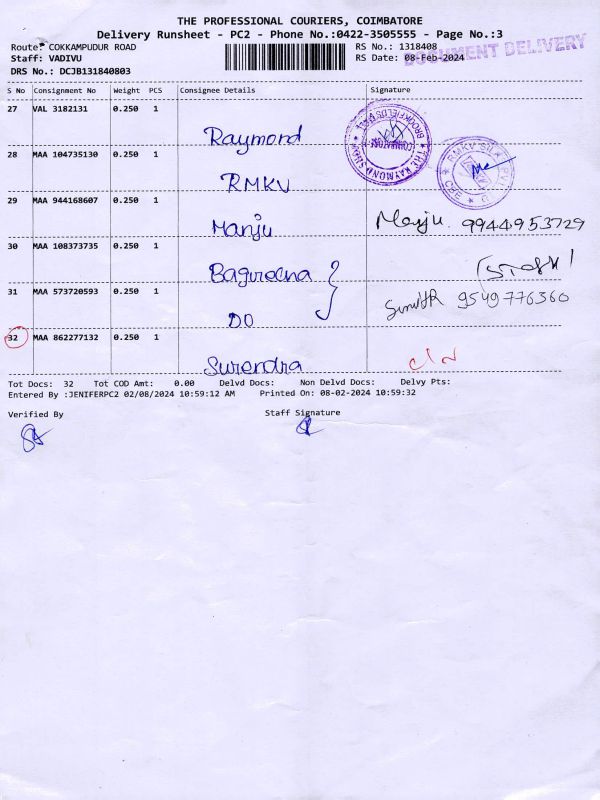 THE PROFESSIONAL COURIERS, COIMBATORE
Delivery Runsheet - PC2 - Phone No.:0422-3505555 - Page No.:3
DOCUMENT DELIVERY
Route: COKKAMPUDUR ROAD
RS No.: 1318408
Staff: VADIVU
RS Date: 08-Feb-2024
DRS No.: DCJB131840803
S No Consignment No Weight PCS Consignee Details Signature
27 VAL 3182131 0.250 1
Raymond
THE RAYMOND SHOP
28 MAA 104735130 0.250 1
RMKV
RMKV
CBE
29 MAA 944168607 0.250 1
Manju Manju 9944953729
30 MAA 108373735 0.250 1
31 MAA 573720593 0.250 1
9549776360
DO
32 MAA 862277132 0.250 1
Surendra
Tot Docs: 32 Tot COD Amt: 0.00 Delvd Docs: Non Delvd Docs: Delvy Pts:
Entered By :JENIFERPC2 02/08/2024 10:59:12 AM Printed On: 08-02-2024 10:59:32
Verified By Staff Signature